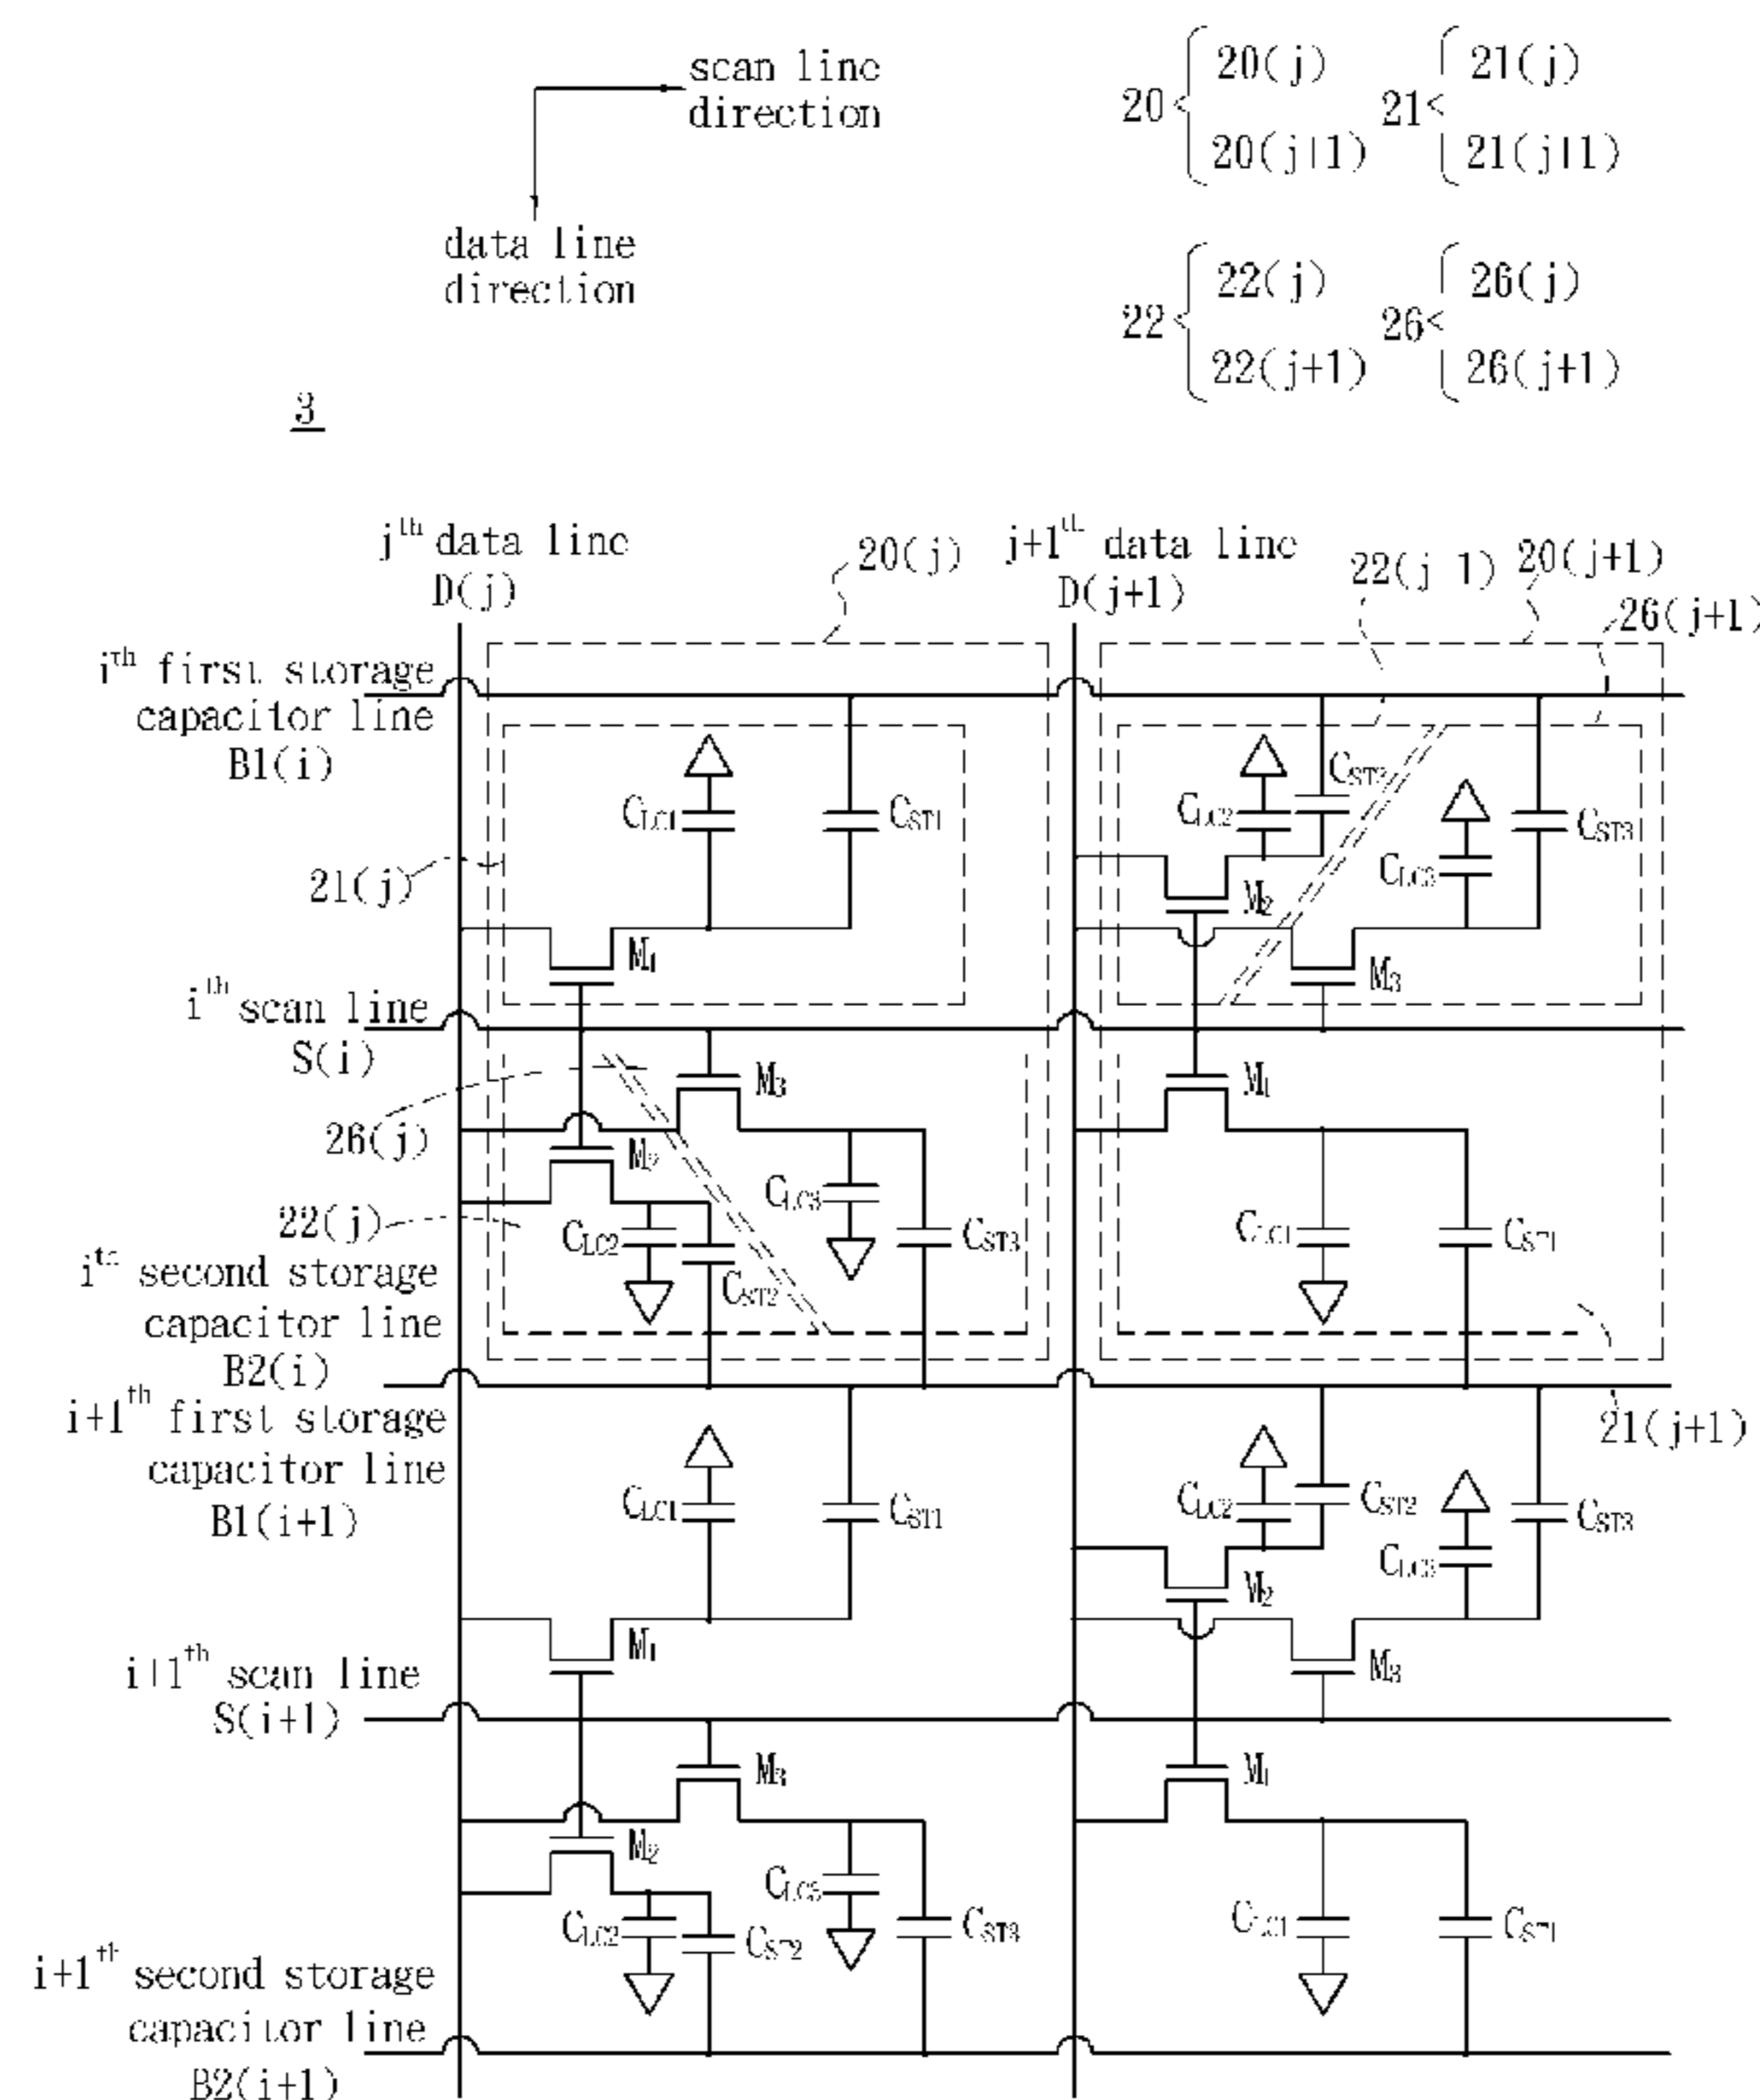 scan line
direction
data line
direction
20
20(j)
20(j+1)
21
21(j)
21(j+1)
22
22(j)
22(j+1)
26
26(j)
26(j+1)
3
jth data line
D(j)
20(j)
j+1th data line
D(j+1)
22(j 1)
20(j+1)
26(j+1)
ith first storage
capacitor line
B1(i)
CLC1
CST1
CLC2
CLC3
CST3
21(j)
M1
M2
M3
ith scan line
S(i)
M3
M1
26(j)
M2
22(j)
CLC2
CST2
CLC3
CST3
CLC1
CST1
ith second storage
capacitor line
B2(i)
i+1th first storage
capacitor line
B1(i+1)
21(j+1)
CLC1
CST1
CLC2
CST2
CLC3
CST3
M1
M2
M3
i+1th scan line
S(i+1)
M3
M1
M2
CLC2
CST2
CLC3
CST3
CLC1
CST1
i+1th second storage
capacitor line
B2(i+1)